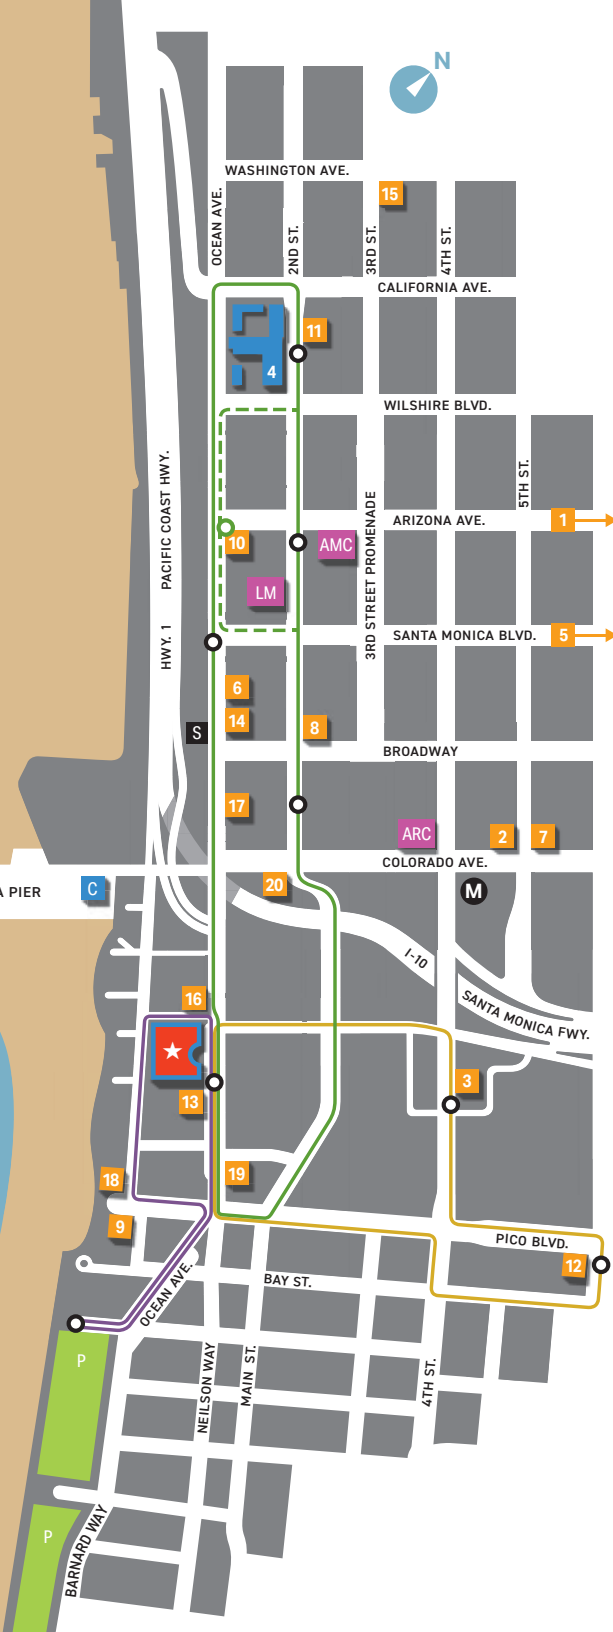 N
WASHINGTON AVE.
15
OCEAN AVE.
2ND ST.
3RD ST.
4TH ST.
CALIFORNIA AVE.
11
4
WILSHIRE BLVD.
PACIFIC COAST HWY.
5TH ST.
3RD STREET PROMENADE
ARIZONA AVE.
1
10
AMC
LM
HWY. 1
SANTA MONICA BLVD.
5
6
14
8
S
BROADWAY
17
ARC
2
7
COLORADO AVE.
A PIER
C
20
M
I-10
16
SANTA MONICA FWY.
3
13
18
19
9
PICO BLVD.
12
BAY ST.
OCEAN AVE.
P
NEILSON WAY
MAIN ST.
4TH ST.
P
BARNARD WAY